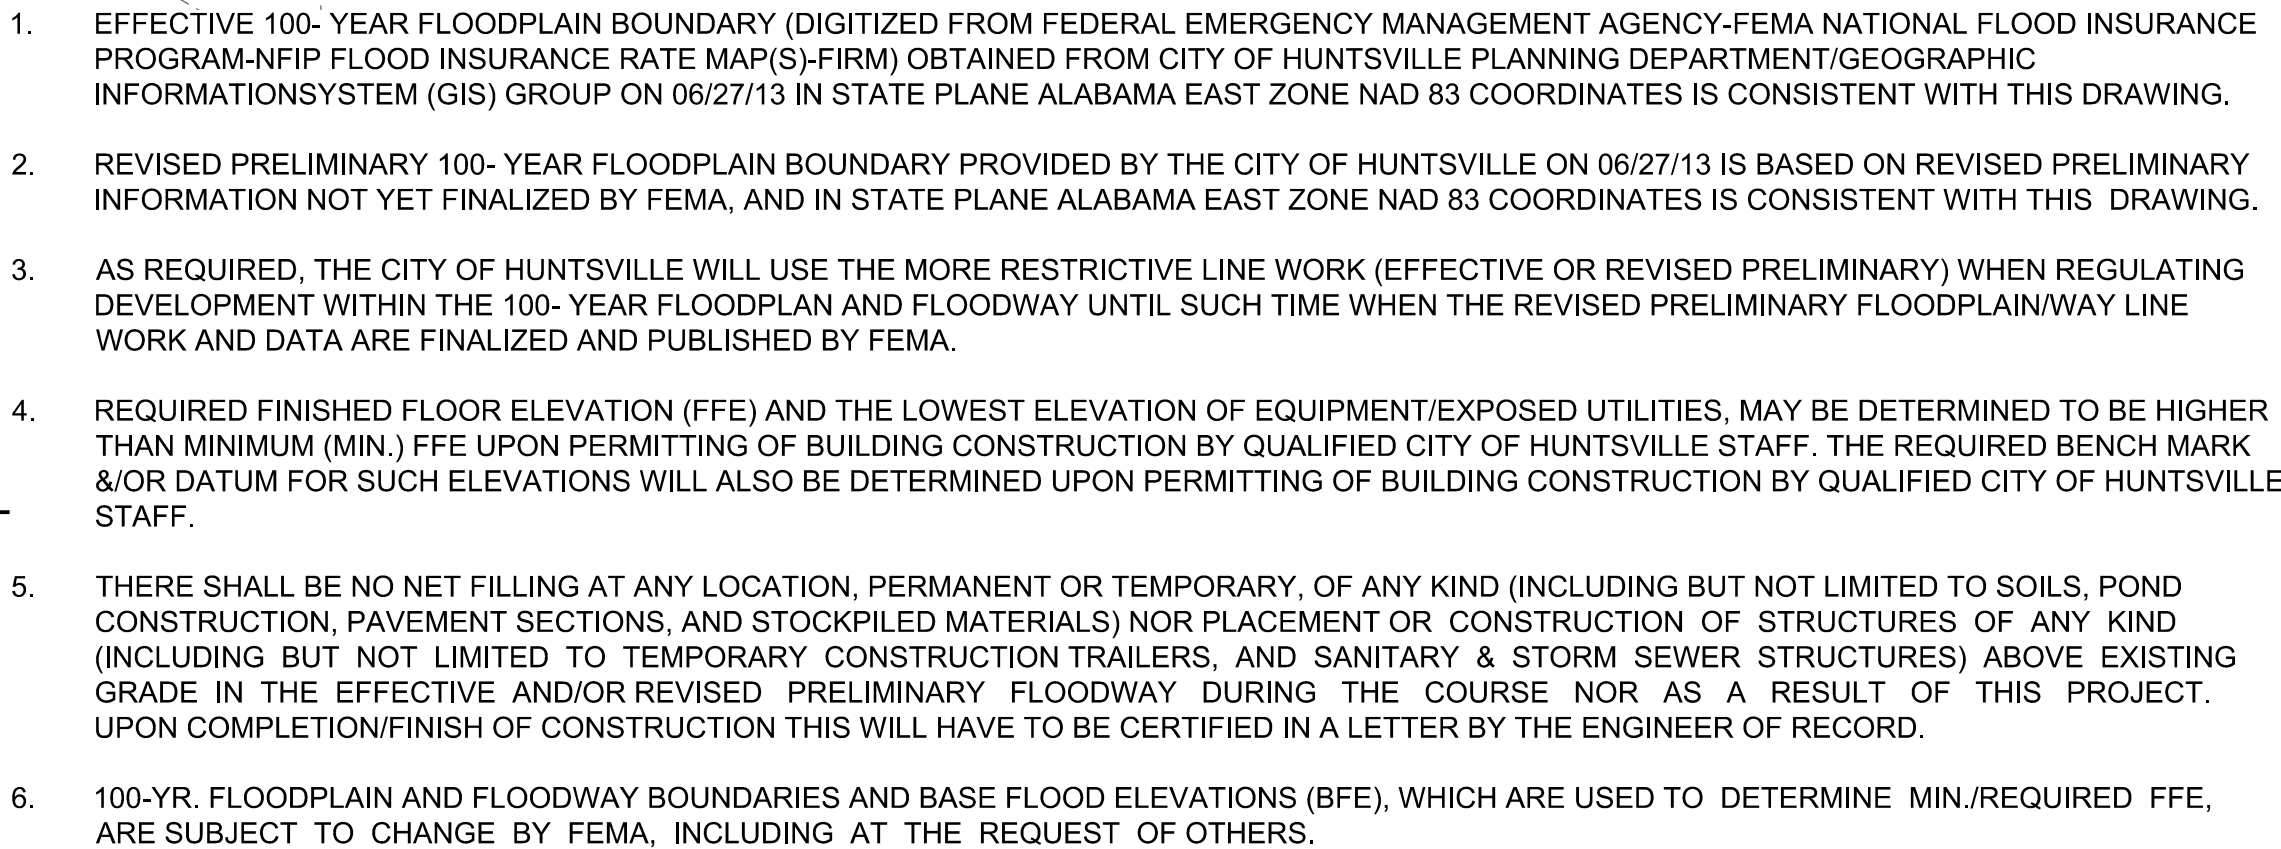 1. EFFECTIVE 100- YEAR FLOODPLAIN BOUNDARY (DIGITIZED FROM FEDERAL EMERGENCY MANAGEMENT AGENCY-FEMA NATIONAL FLOOD INSURANCE
PROGRAM-NFIP FLOOD INSURANCE RATE MAP(S)-FIRM) OBTAINED FROM CITY OF HUNTSVILLE PLANNING DEPARTMENT/GEOGRAPHIC
INFORMATIONSYSTEM (GIS) GROUP ON 06/27/13 IN STATE PLANE ALABAMA EAST ZONE NAD 83 COORDINATES IS CONSISTENT WITH THIS DRAWING.
2. REVISED PRELIMINARY 100- YEAR FLOODPLAIN BOUNDARY PROVIDED BY THE CITY OF HUNTSVILLE ON 06/27/13 IS BASED ON REVISED PRELIMINARY
INFORMATION NOT YET FINALIZED BY FEMA, AND IN STATE PLANE ALABAMA EAST ZONE NAD 83 COORDINATES IS CONSISTENT WITH THIS DRAWING.
3. AS REQUIRED, THE CITY OF HUNTSVILLE WILL USE THE MORE RESTRICTIVE LINE WORK (EFFECTIVE OR REVISED PRELIMINARY) WHEN REGULATING
DEVELOPMENT WITHIN THE 100- YEAR FLOODPLAN AND FLOODWAY UNTIL SUCH TIME WHEN THE REVISED PRELIMINARY FLOODPLAIN/WAY LINE
WORK AND DATA ARE FINALIZED AND PUBLISHED BY FEMA.
4. REQUIRED FINISHED FLOOR ELEVATION (FFE) AND THE LOWEST ELEVATION OF EQUIPMENT/EXPOSED UTILITIES, MAY BE DETERMINED TO BE HIGHER
THAN MINIMUM (MIN.) FFE UPON PERMITTING OF BUILDING CONSTRUCTION BY QUALIFIED CITY OF HUNTSVILLE STAFF. THE REQUIRED BENCH MARK
&/OR DATUM FOR SUCH ELEVATIONS WILL ALSO BE DETERMINED UPON PERMITTING OF BUILDING CONSTRUCTION BY QUALIFIED CITY OF HUNTSVILLE
STAFF.
5. THERE SHALL BE NO NET FILLING AT ANY LOCATION, PERMANENT OR TEMPORARY, OF ANY KIND (INCLUDING BUT NOT LIMITED TO SOILS, POND
CONSTRUCTION, PAVEMENT SECTIONS, AND STOCKPILED MATERIALS) NOR PLACEMENT OR CONSTRUCTION OF STRUCTURES OF ANY KIND
(INCLUDING BUT NOT LIMITED TO TEMPORARY CONSTRUCTION TRAILERS, AND SANITARY & STORM SEWER STRUCTURES) ABOVE EXISTING
GRADE IN THE EFFECTIVE AND/OR REVISED PRELIMINARY FLOODWAY DURING THE COURSE NOR AS A RESULT OF THIS PROJECT.
UPON COMPLETION/FINISH OF CONSTRUCTION THIS WILL HAVE TO BE CERTIFIED IN A LETTER BY THE ENGINEER OF RECORD.
6. 100-YR. FLOODPLAIN AND FLOODWAY BOUNDARIES AND BASE FLOOD ELEVATIONS (BFE), WHICH ARE USED TO DETERMINE MIN./REQUIRED FFE,
ARE SUBJECT TO CHANGE BY FEMA, INCLUDING AT THE REQUEST OF OTHERS.